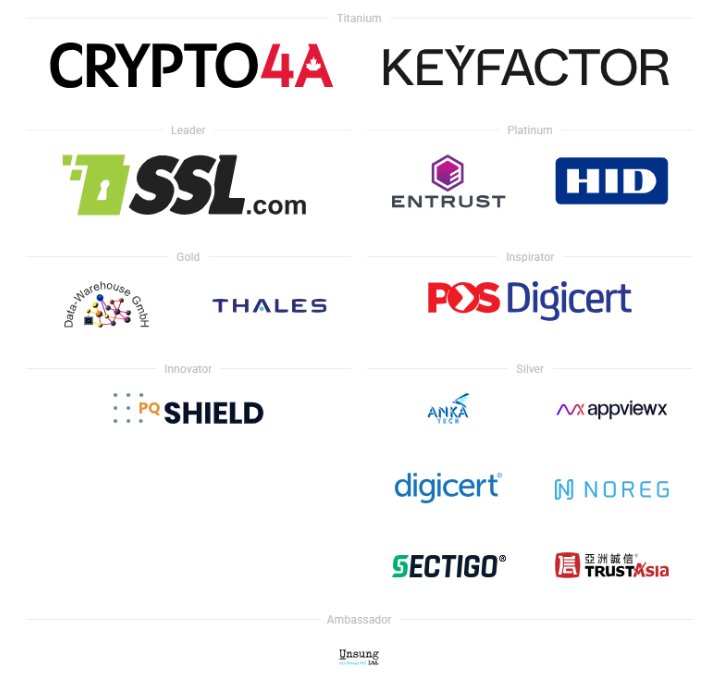 Titanium
CRYPTO4A
KEYFACTOR
Leader
Platinum
SSL.com
ENTRUST
HID
Gold
Inspirator
Data-Warehouse GmbH
THALES
POS Digicert
Innovator
Silver
PQ SHIELD
ANKA
TECH
appviewx
digicert®
NOREG
SECTIGO®
亞洲誠信®
TRUSTAsia
Ambassador
Unsung